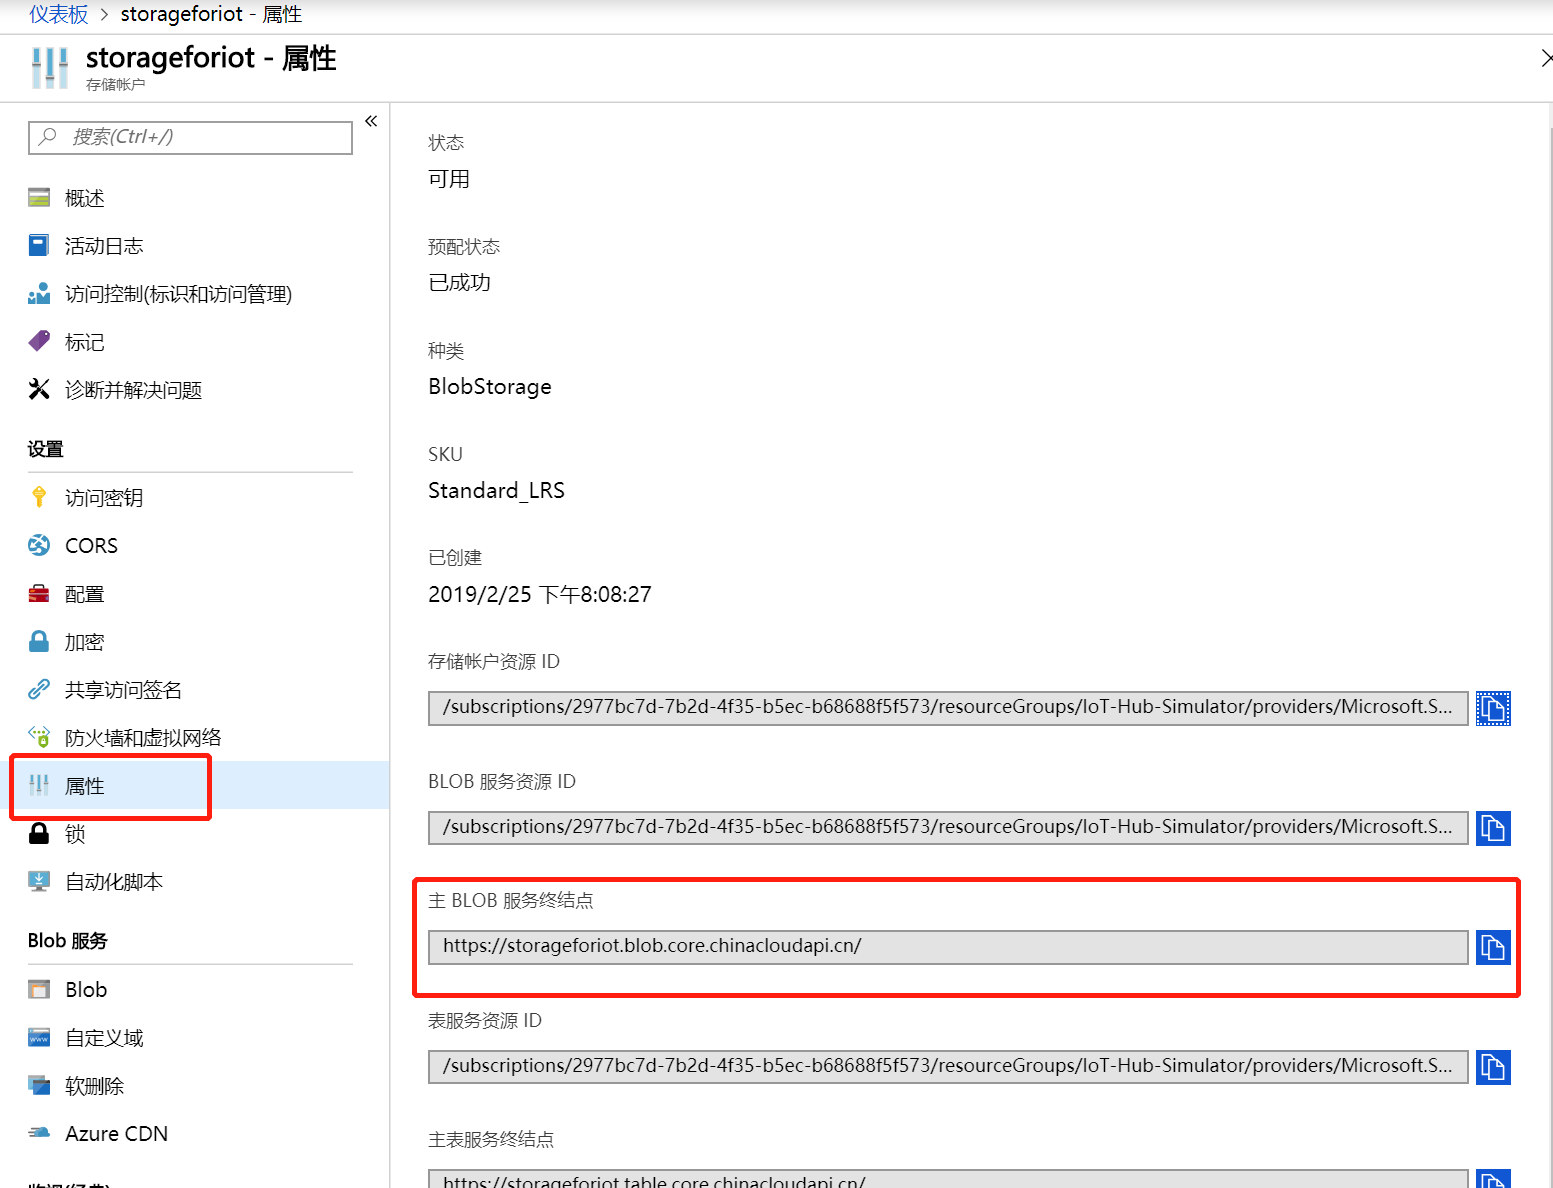 仪表板 > storageforiot - 属性
storageforiot - 属性
存储帐户
搜索(Ctrl+/)
«
概述
活动日志
访问控制(标识和访问管理)
标记
诊断并解决问题
设置
访问密钥
CORS
配置
加密
共享访问签名
防火墙和虚拟网络
属性
锁
自动化脚本
Blob 服务
Blob
自定义域
软删除
Azure CDN
状态
可用
预配状态
已成功
种类
BlobStorage
SKU
Standard_LRS
已创建
2019/2/25 下午8:08:27
存储帐户资源 ID
/subscriptions/2977bc7d-7b2d-4f35-b5ec-b68688f5f573/resourceGroups/IoT-Hub-Simulator/providers/Microsoft.S...
BLOB 服务资源 ID
/subscriptions/2977bc7d-7b2d-4f35-b5ec-b68688f5f573/resourceGroups/IoT-Hub-Simulator/providers/Microsoft.S...
主 BLOB 服务终结点
https://storageforiot.blob.core.chinacloudapi.cn/
表服务资源 ID
/subscriptions/2977bc7d-7b2d-4f35-b5ec-b68688f5f573/resourceGroups/IoT-Hub-Simulator/providers/Microsoft.S...
主表服务终结点
https://storageforiot.table.core.chinacloudapi.cn/